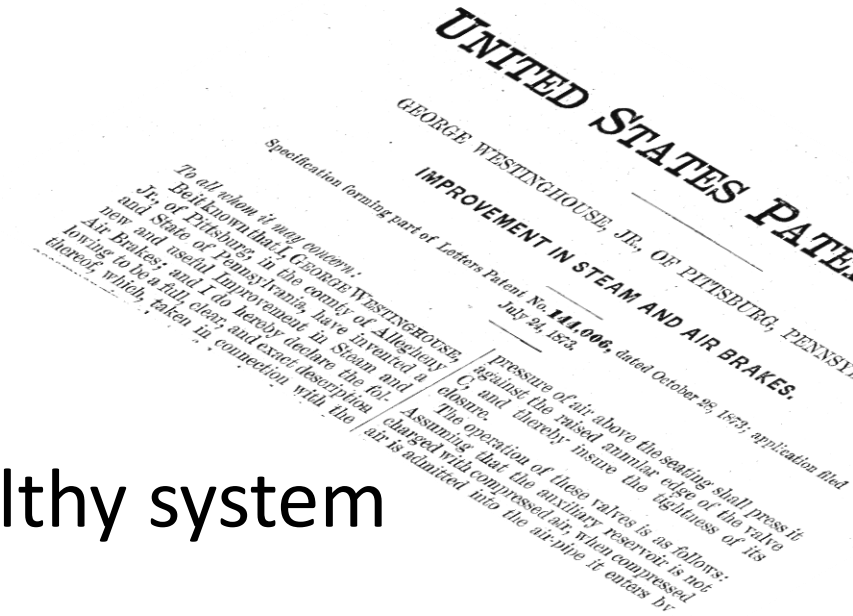 UNITED STATES
GEORGE WESTINGHOUSE, JR., OF PITTSBURG,
IMPROVEMENT IN STEAM AND AIR BRAKES.
Specification forming part of Letters Patent No. 144,006, dated October 28, 1873; application filed
July 24, 1873.
To all whom it may concern:
Be it known that I, GEORGE WESTINGHOUSE,
Jr., of Pittsburg, in the county of Allegheny
and State of Pennsylvania, have invented a
new and useful Improvement in Steam and
Air Brakes; and I do hereby declare the fol-
lowing to be a full, clear, and exact description
thereof, which, taken in connection with the
pressure of air above the seating shall press it
against the raised annular edge of the valve
C, and thereby insure the tightness of its
closure.
The operation of these valves is as follows:
Assuming that the auxiliary reservoir is not
charged with compressed air, when compressed
air is admitted into the air-pipe it enters by
lthy system